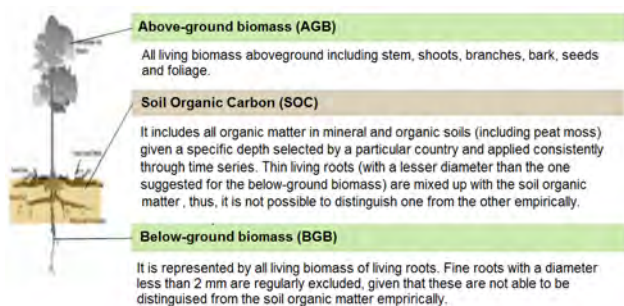 Above-ground biomass (AGB)
All living biomass aboveground including stem, shoots, branches, bark, seeds
and foliage.
Soil Organic Carbon (SOC)
It includes all organic matter in mineral and organic soils (including peat moss)
given a specific depth selected by a particular country and applied consistently
through time series. Thin living roots (with a lesser diameter than the one
suggested for the below-ground biomass) are mixed up with the soil organic
matter , thus, it is not possible to distinguish one from the other empirically.
Below-ground biomass (BGB)
It is represented by all living biomass of living roots. Fine roots with a diameter
less than 2 mm are regularly excluded, given that these are not able to be
distinguised from the soil organic matter emprirically.